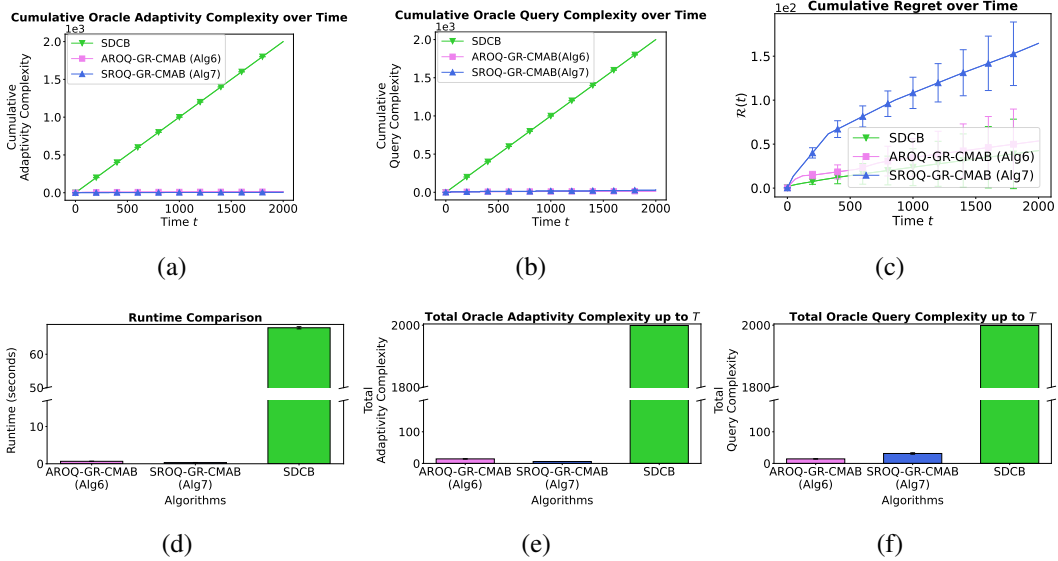 Cumulative Oracle Adaptivity Complexity over Time
1e3
2.0
1.5
1.0
0.5
0.0
Cumulative
Adaptivity Complexity
SDCB
AROQ-GR-CMAB (Alg6)
SROQ-GR-CMAB (Alg7)
0
500
1000
1500
2000
Time t
(a)
Cumulative Oracle Query Complexity over Time
1e3
2.0
1.5
1.0
0.5
0.0
Cumulative
Query Complexity
SDCB
AROQ-GR-CMAB(Alg6)
SROQ-GR-CMAB(Alg7)
0
500
1000
1500
2000
Time t
(b)
Cumulative Regret over Time
1e2
1.5
1.0
0.5
0.0
R(t)
SDCB
AROQ-GR-CMAB (Alg6)
SROQ-GR-CMAB (Alg7)
0
500
1000
1500
2000
Time t
(c)
Runtime Comparison
60
50
10
0
Runtime (seconds)
AROQ-GR-CMAB
(Alg6)
SROQ-GR-CMAB
(Alg7)
SDCB
Algorithms
(d)
Total Oracle Adaptivity Complexity up to T
2000
1800
100
0
Total
Adaptivity Complexity
AROQ-GR-CMAB
(Alg6)
SROQ-GR-CMAB
(Alg7)
SDCB
Algorithms
(e)
Total Oracle Query Complexity up to T
2000
1800
100
0
Total
Query Complexity
AROQ-GR-CMAB
(Alg6)
SROQ-GR-CMAB
(Alg7)
SDCB
Algorithms
(f)